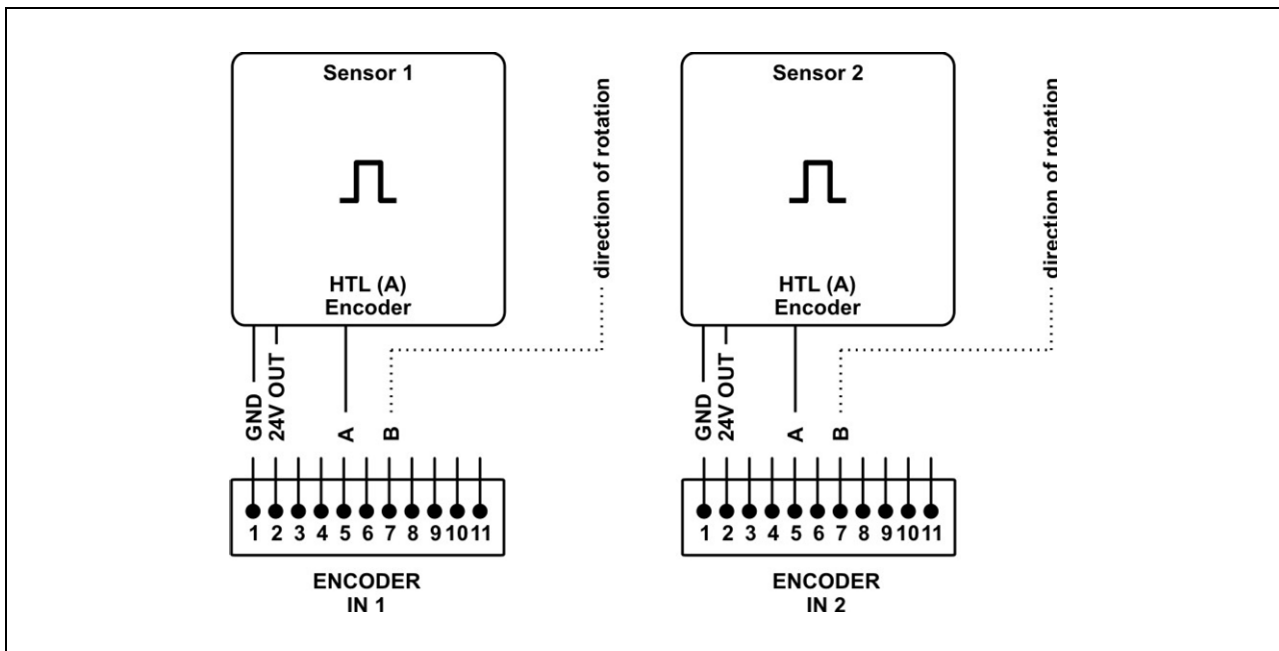 Sensor 1
HTL (A)
Encoder
direction of rotation
GND
24V OUT
A
B
1 2 3 4 5 6 7 8 9 10 11
ENCODER
IN 1
Sensor 2
HTL (A)
Encoder
direction of rotation
GND
24V OUT
A
B
1 2 3 4 5 6 7 8 9 10 11
ENCODER
IN 2